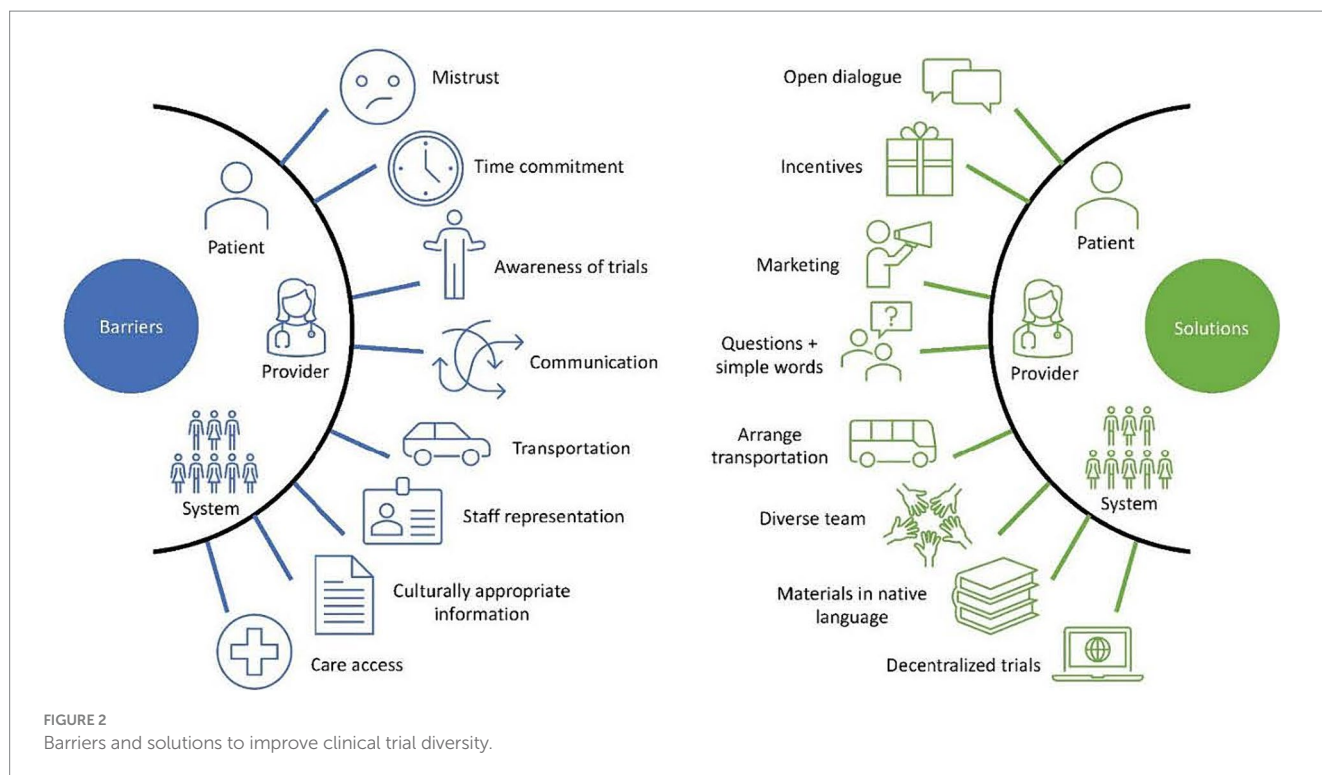 Mistrust
Time commitment
Patient
Awareness of trials
Barriers
Provider
Communication
Transportation
System
Staff representation
Culturally appropriate
information
Care access
Open dialogue
Incentives
Patient
Marketing
Solutions
Questions +
simple words
Provider
Arrange
transportation
Diverse team
System
Materials in native
language
Decentralized trials
?
FIGURE 2
Barriers and solutions to improve clinical trial diversity.